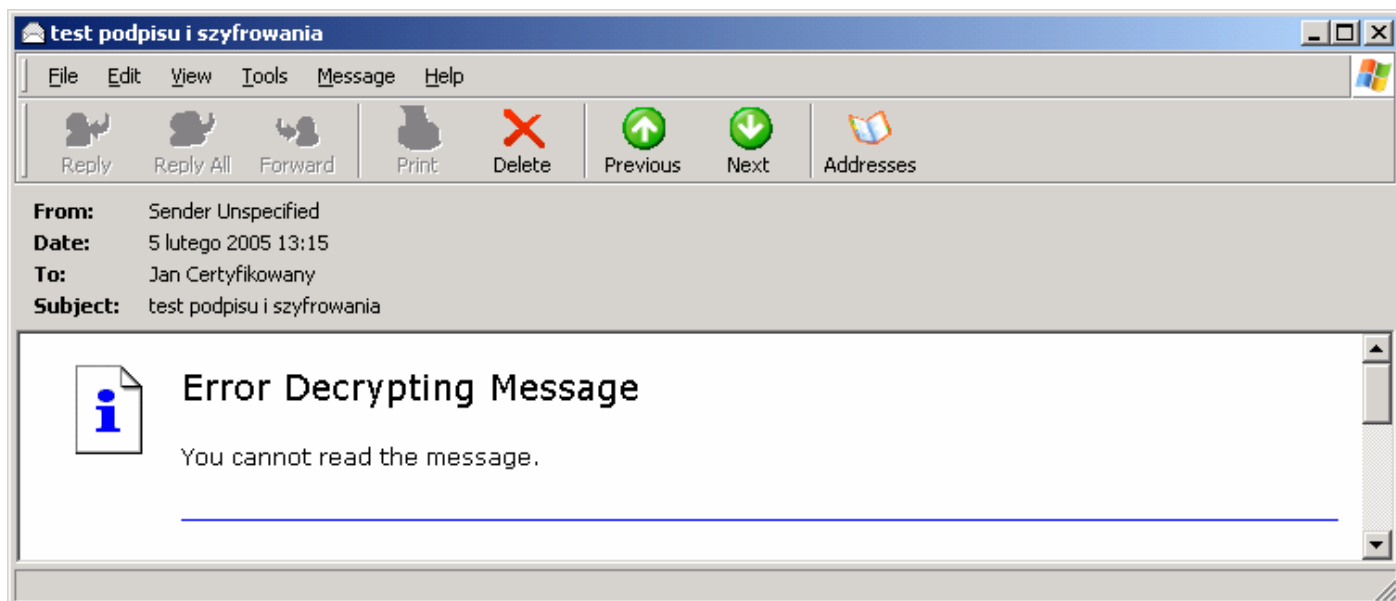 test podpisu i szyfrowania
File Edit View Tools Message Help
Reply Reply All Forward Print Delete Previous Next Addresses
From: Sender Unspecified
Date: 5 lutego 2005 13:15
To: Jan Certyfikowany
Subject: test podpisu i szyfrowania
Error Decrypting Message
You cannot read the message.